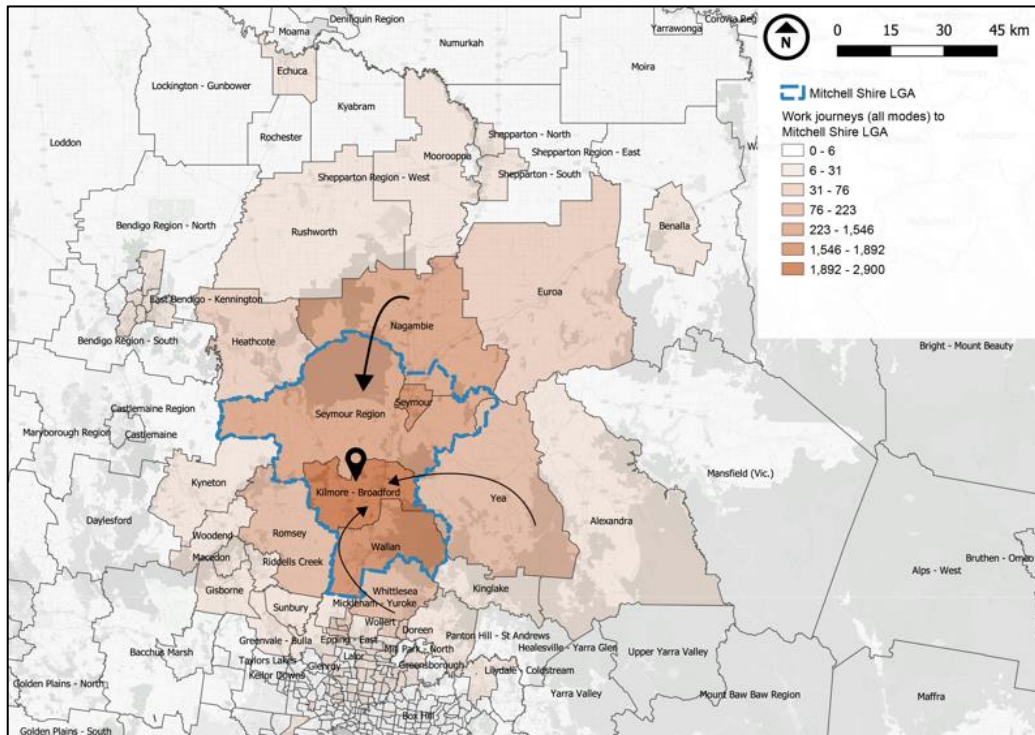 Deniliquin Region
Moama
Numurkah
Yarrawonga
Echuca
Moira
Lockington - Gunbower
Kyabram
Rochester
Loddon
Shepparton - North
Mooroopna
Shepparton Region - East
Shepparton Region - West
Shepparton - South
Bendigo Region - North
Rushworth
Benalla
Euroa
East Bendigo - Kennington
Nagambie
Bendigo Region - South
Heathcote
Bright - Mount Beauty
Castlemaine Region
Seymour Region
Seymour
Maryborough Region
Castlemaine
Mansfield (Vic.)
Kyneton
Kilmore - Broadford
Yea
Daylesford
Alexandra
Woodend
Romsey
Wallan
Macedon
Riddells Creek
Bruthen - Omeo
Alps - West
Gisborne
Whittlesea
Kinglake
Sunbury
Mickleham - Yuroke
Wollert
Doreen
Greenvale - Bulla
Epping - East
Panton Hill - St Andrews
Bacchus Marsh
Lalor
Mill Park - North
Healesville - Yarra Glen
Upper Yarra Valley
Taylors Lakes
Glenroy
Greensborough
Keilor Downs
Lilydale - Coldstream
Golden Plains - North
Yarra Valley
Mount Baw Baw Region
Maffra
Box Hill
Golden Plains - South
N
0 15 30 45 km
Mitchell Shire LGA
Work journeys (all modes) to
Mitchell Shire LGA
0 - 6
6 - 31
31 - 76
76 - 223
223 - 1,546
1,546 - 1,892
1,892 - 2,900